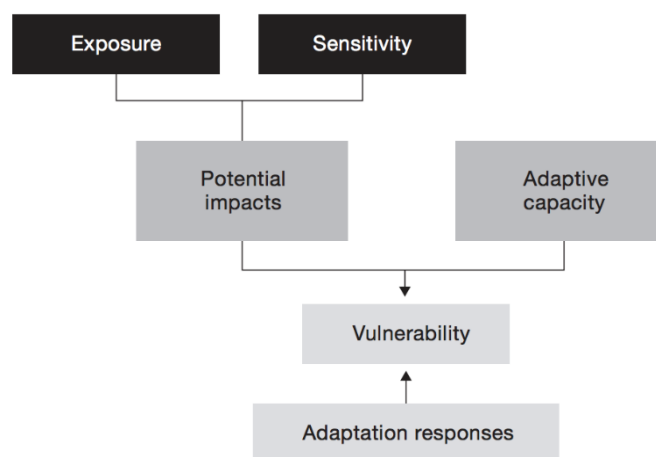 Exposure
Sensitivity
Potential
impacts
Adaptive
capacity
Vulnerability
Adaptation responses